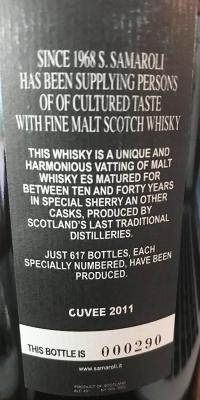 SINCE 1968 S. SAMAROLI
HAS BEEN SUPPLYING PERSONS
OF OF CULTURED TASTE
WITH FINE MALT SCOTCH WHISKY
THIS WHISKY IS A UNIQUE AND
HARMONIOUS VATTING OF MALT
WHISKY ES MATURED FOR
BETWEEN TEN AND FORTY YEARS
IN SPECIAL SHERRY AN OTHER
CASKS, PRODUCED BY
SCOTLAND'S LAST TRADITIONAL
DISTILLERIES.
JUST 617 BOTTLES, EACH
SPECIALLY NUMBERED, HAVE BEEN
PRODUCED.
CUVEE 2011
THIS BOTTLE IS 000290
www.samaroli.it
PRODUCT OF SCOTLAND